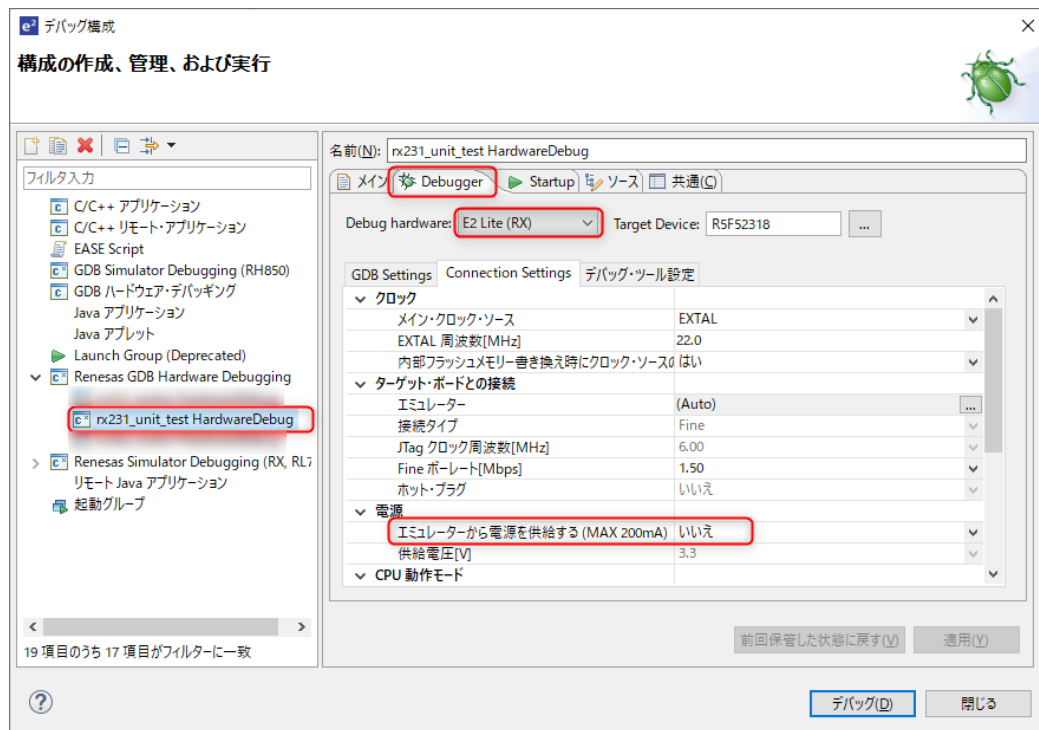 e² デバッグ構成
構成の作成、管理、および実行
フィルタ入力
C/C++ アプリケーション
C/C++ リモート・アプリケーション
EASE Script
GDB Simulator Debugging (RH850)
GDB ハードウェア・デバッギング
Java アプリケーション
Java アプレット
Launch Group (Deprecated)
Renesas GDB Hardware Debugging
rx231_unit_test HardwareDebug
Renesas Simulator Debugging (RX, RL7
リモート Java アプリケーション
起動グループ
19 項目のうち 17 項目がフィルターに一致
名前(N): rx231_unit_test HardwareDebug
メイン Debugger Startup ソース 共通(C)
Debug hardware: E2 Lite (RX) Target Device: R5F52318 ...
GDB Settings Connection Settings デバッグ・ツール設定
クロック
メイン・クロック・ソース EXTAL
EXTAL 周波数[MHz] 22.0
内部フラッシュメモリー書き換え時にクロック・ソースの はい
ターゲット・ボードとの接続
エミュレーター (Auto) ...
接続タイプ Fine
JTag クロック周波数[MHz] 6.00
Fine ボーレート[Mbps] 1.50
ホット・プラグ いいえ
電源
エミュレーターから電源を供給する (MAX 200mA) いいえ
供給電圧[V] 3.3
CPU 動作モード
前回保管した状態に戻す(V) 適用(Y)
? デバッグ(D) 閉じる